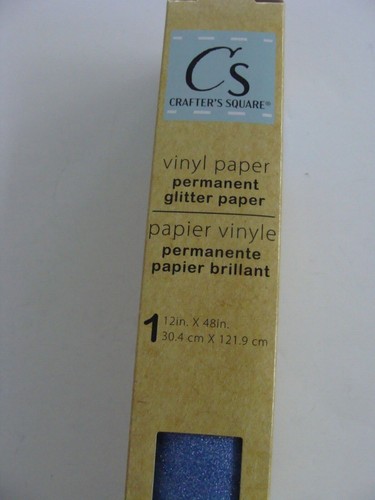 Cs
CRAFTER'S SQUARE®
vinyl paper
permanent
glitter paper
papier vinyle
permanente
papier brillant
1 12in. X 48in.
30.4 cm X 121.9 cm